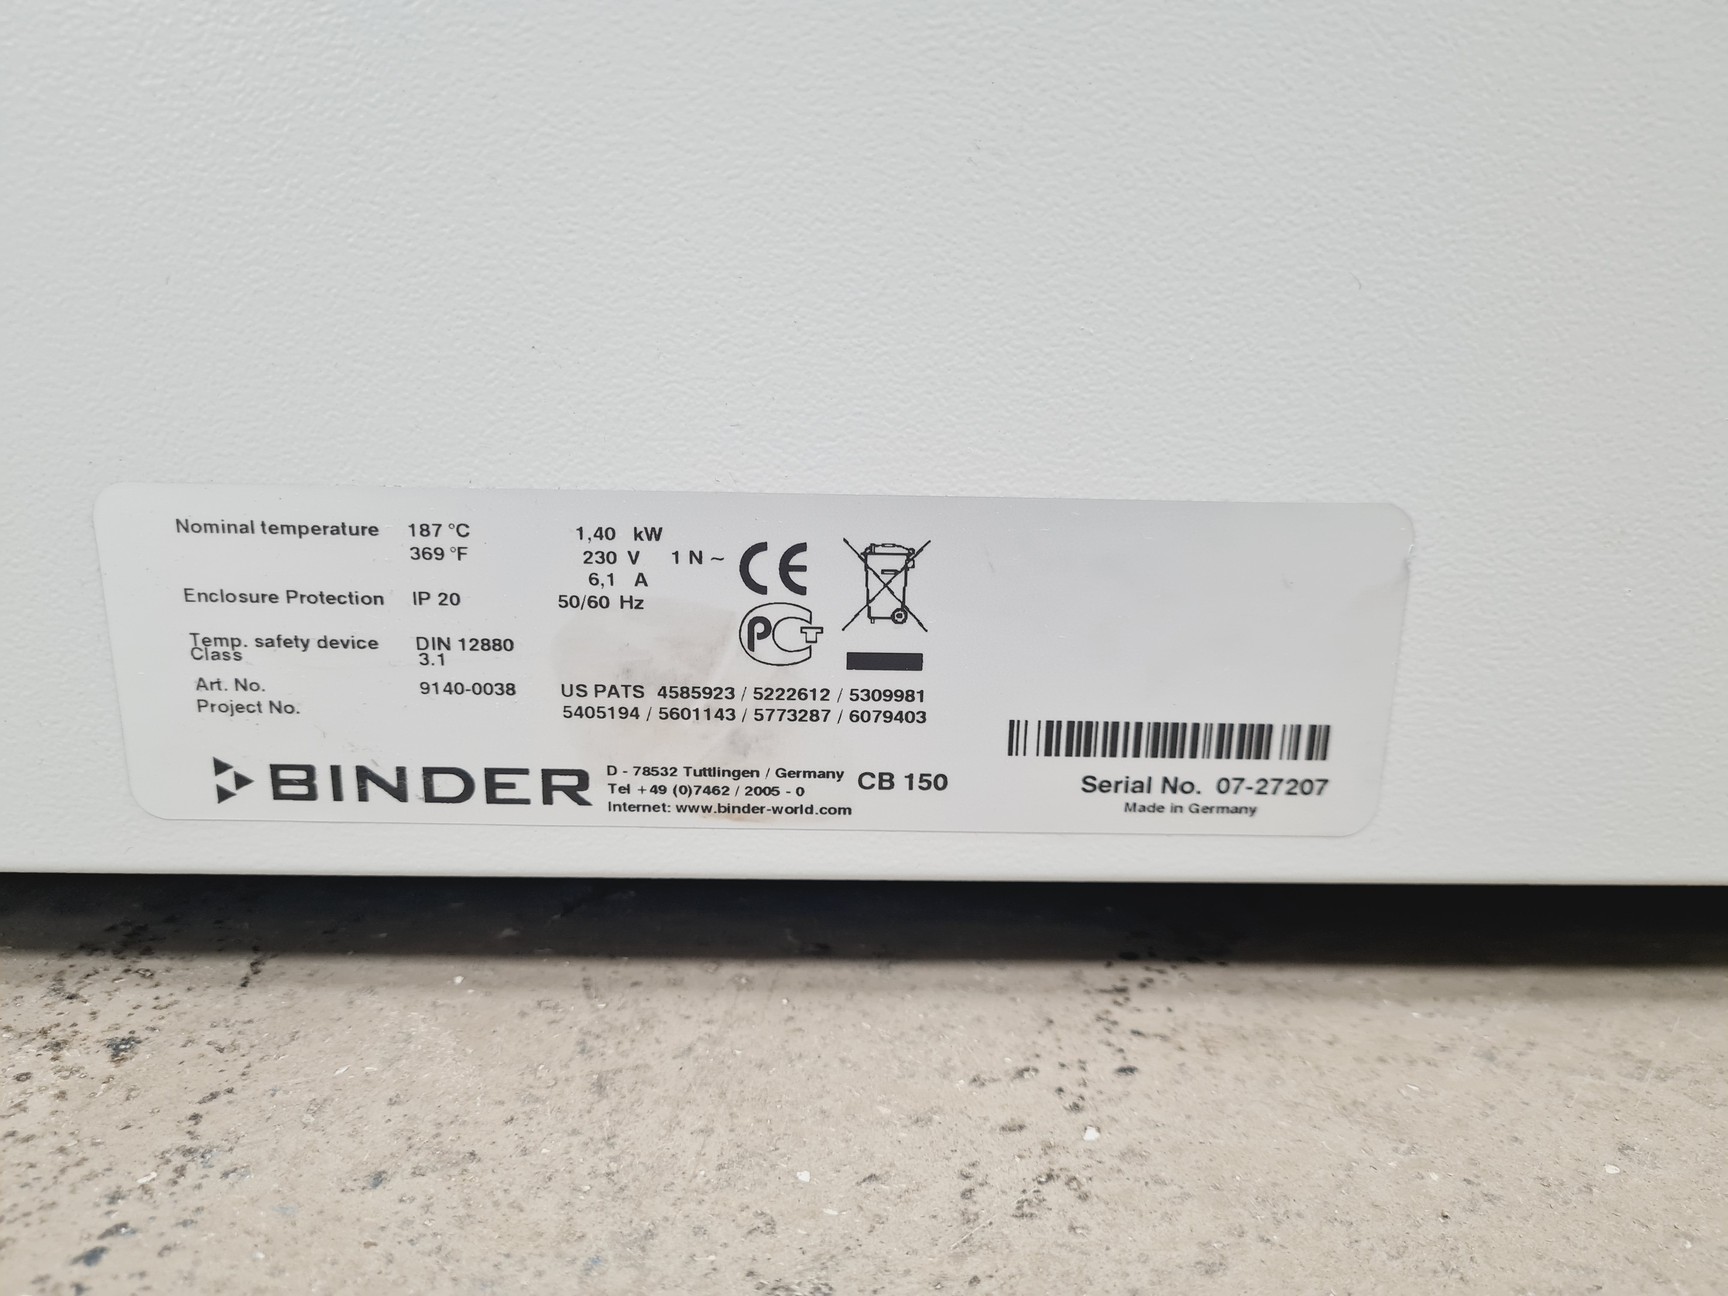 Nominal temperature 187 °C 1,40 kW
369 °F 230 V 1 N ~
6,1 A
Enclosure Protection IP 20 50/60 Hz
CE
PCT
Temp. safety device DIN 12880
Class 3.1
Art. No. 9140-0038
Project No.
US PATS 4585923 / 5222612 / 5309981
5405194 / 5601143 / 5773287 / 6079403
BINDER
D - 78532 Tuttlingen / Germany
Tel +49 (0)7462 / 2005 - 0
Internet: www.binder-world.com
CB 150
Serial No. 07-27207
Made in Germany